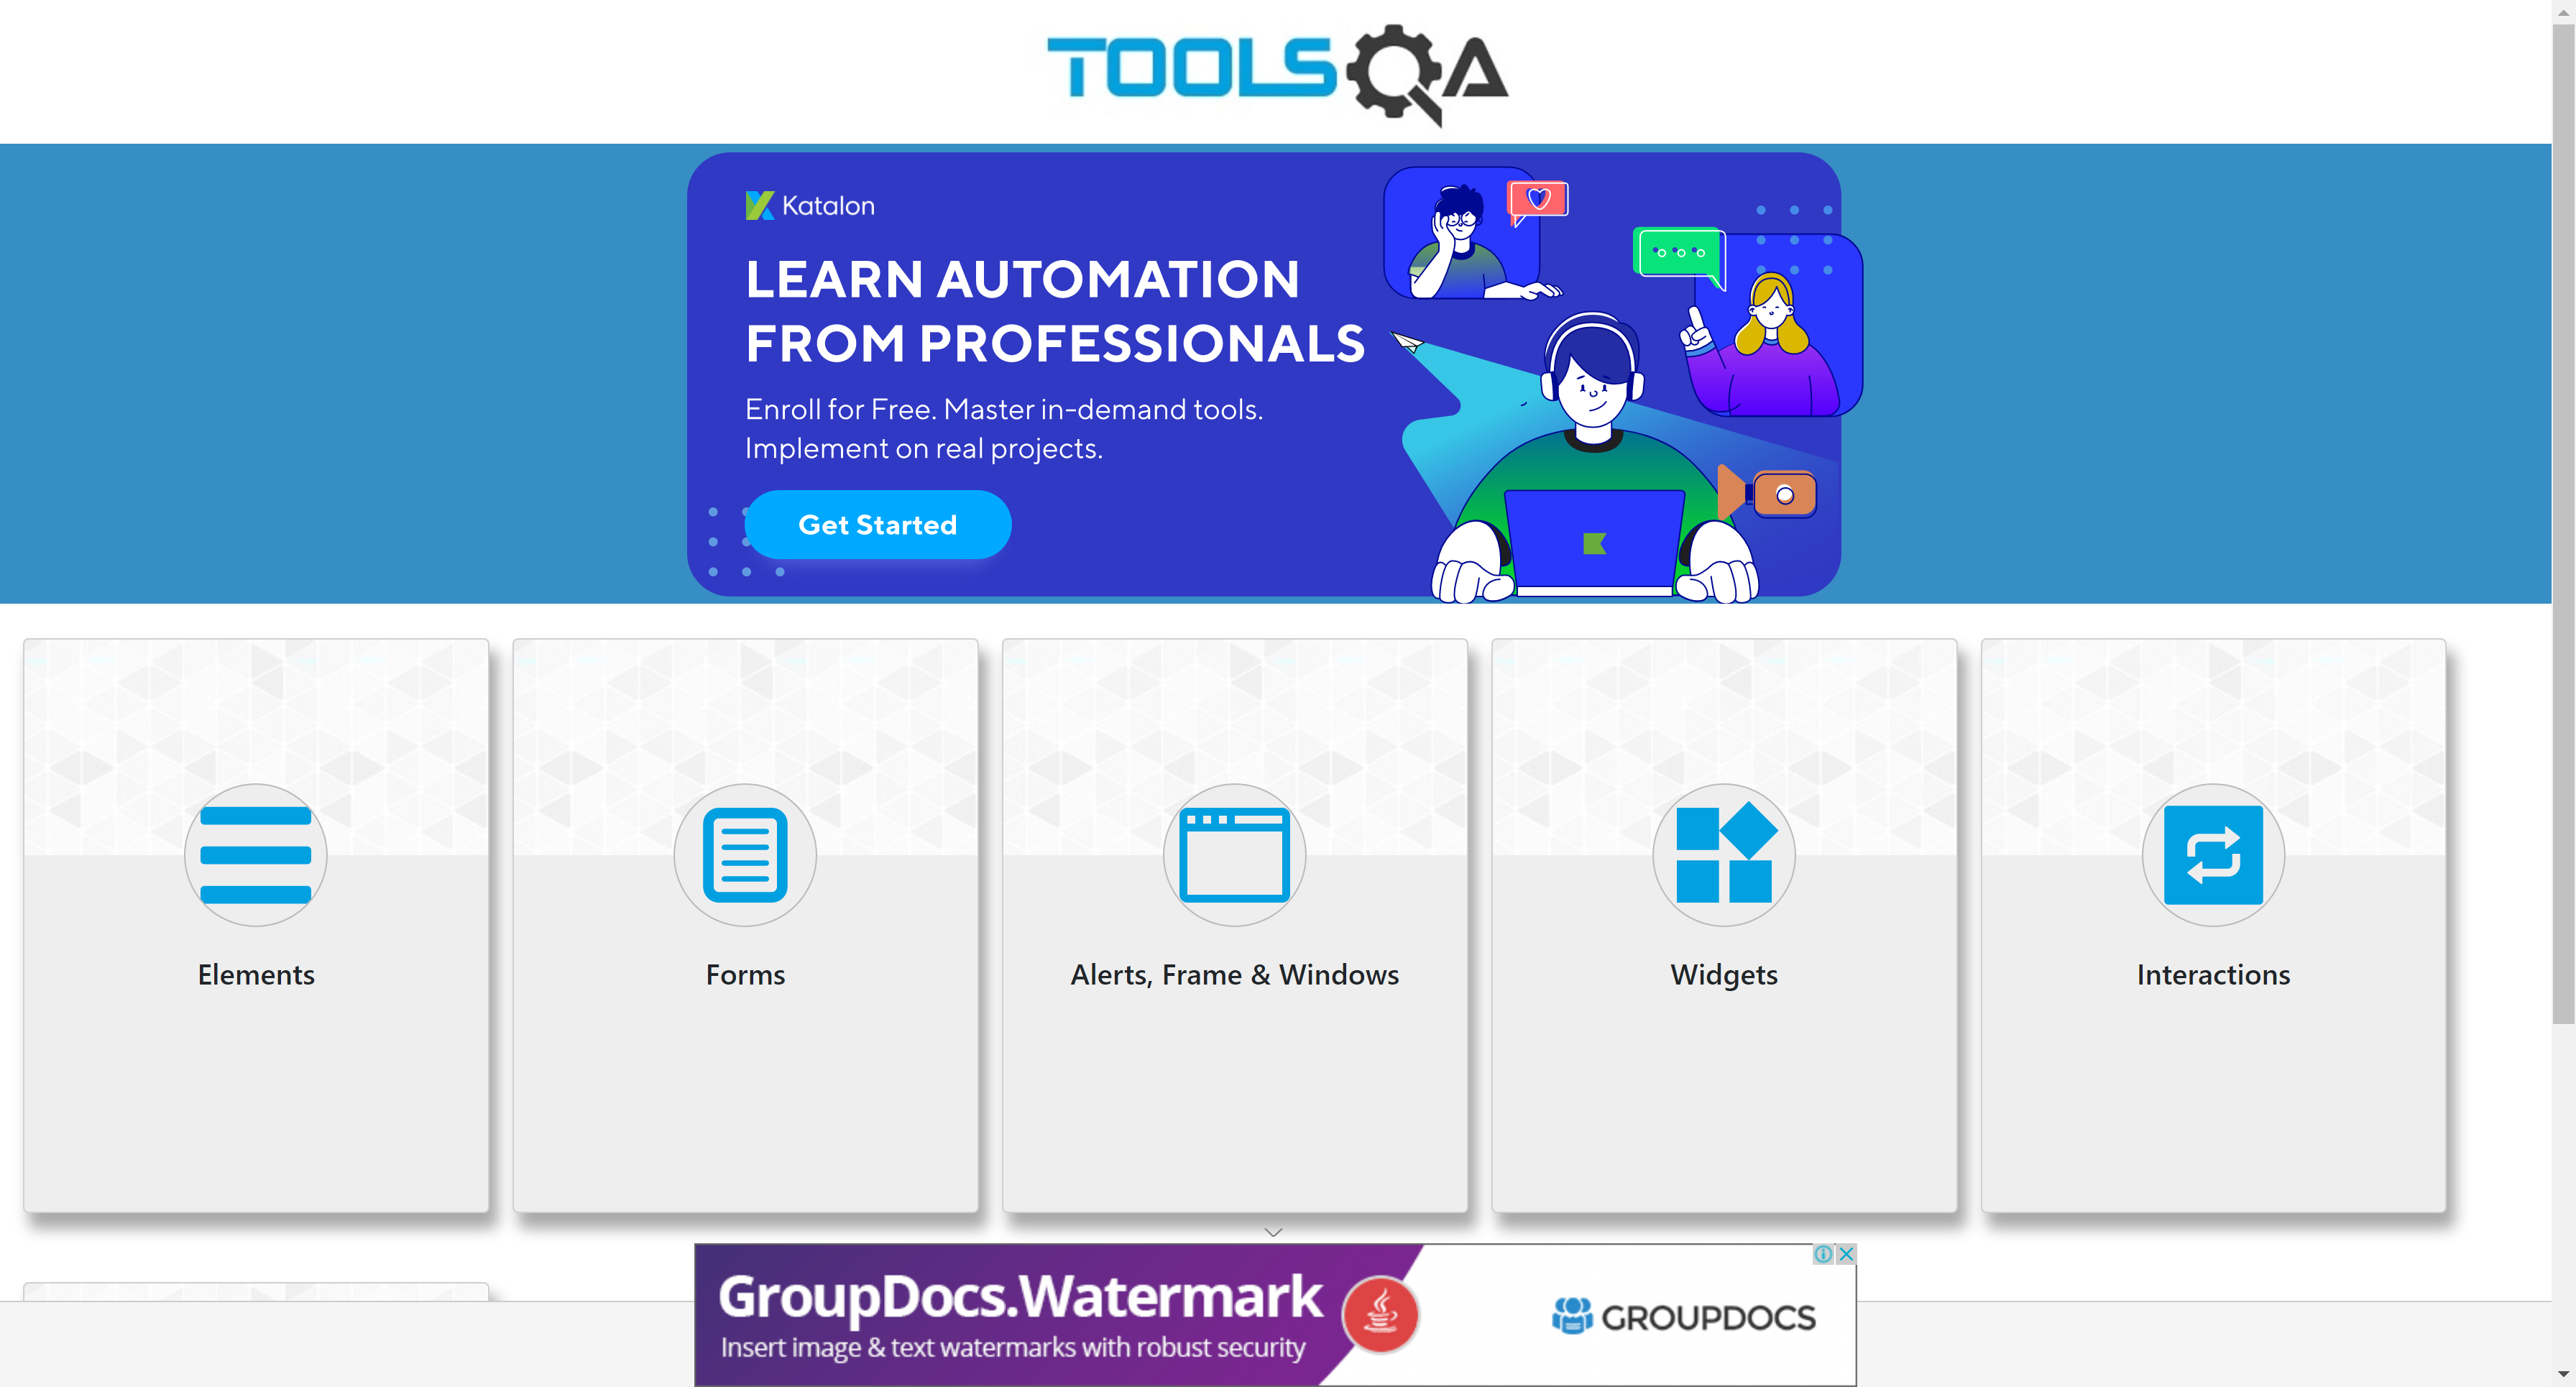 TOOLSQA
Katalon
LEARN AUTOMATION
FROM PROFESSIONALS
Enroll for Free. Master in-demand tools.
Implement on real projects.
Get Started
Elements
Forms
Alerts, Frame & Windows
Widgets
Interactions
GroupDocs.Watermark
Insert image & text watermarks with robust security
GROUPDOCS